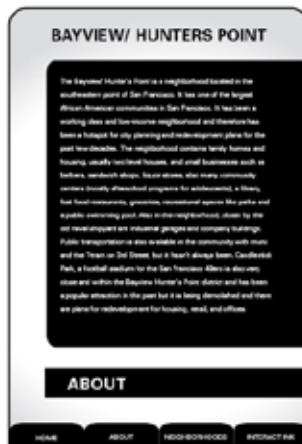 BAYVIEW/ HUNTERS POINT
The Bayview/ Hunter's Point is a neighborhood located in the
southeastern point of San Francisco. It has one of the largest
African American communities in San Francisco. It has been a
working class and low-income neighborhood and therefore has
been a hotspot for city planning and redevelopment plans for the
past few decades. The neighborhood contains family homes and
housing, usually two level houses, and small businesses such as
barbers, sandwich shops, liquor stores, also many community
centers (mostly afterschool programs for adolescents), a library,
fast food restaurants, groceries, recreational spaces like parks and
a public swimming pool. Also in the neighborhood, closer by the
old naval shipyard are industrial garages and company buildings.
Public transportation is also available in the community with muni
and the T-train on 3rd Street, but it hasn't always been. Candlestick
Park, a football stadium for the San Francisco 49ers is also very
close and within the Bayview Hunter's Point district and has been
a popular attraction in the past but it is being demolished and there
are plans for redevelopment for housing, retail, and offices.
ABOUT
HOME ABOUT NEIGHBORHOODS INTERACT INK